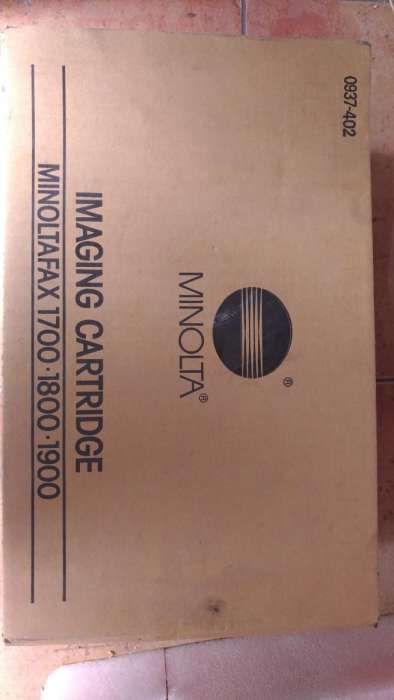 0937-402
®
MINOLTA®
IMAGING CARTRIDGE
MINOLTAFAX 1700·1800·1900